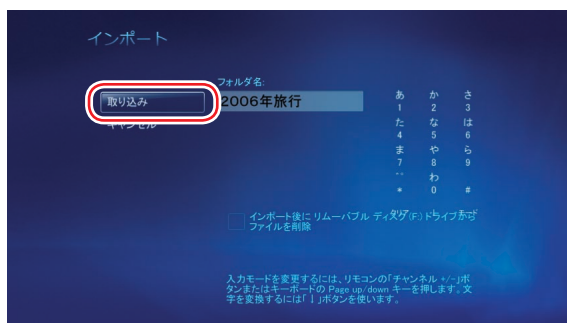 インポート
フォルダ名:
取り込み
2006年旅行
キャンセル
あ か さ
1 2 3
た な は
4 5 6
ま や ら
7 8 9
゛゜ わ
* 0 #
クリア モード
インポート後に リムーバブル ディスク (F:) ドライブから
ファイルを削除
入力モードを変更するには、リモコンの「チャンネル +/-」ボ
タンまたはキーボードの Page up/down キーを押します。文
字を変換するには「↓」ボタンを使います。